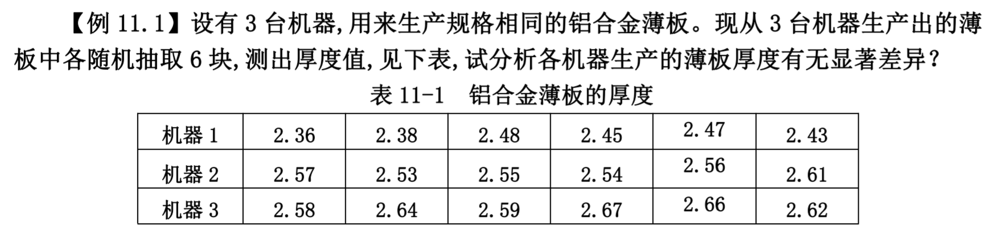 【例 11.1】设有 3 台机器,用来生产规格相同的铝合金薄板。现从 3 台机器生产出的薄
板中各随机抽取 6 块,测出厚度值,见下表,试分析各机器生产的薄板厚度有无显著差异?
表 11-1 铝合金薄板的厚度
机器 1 2.36 2.38 2.48 2.45 2.47 2.43
机器 2 2.57 2.53 2.55 2.54 2.56 2.61
机器 3 2.58 2.64 2.59 2.67 2.66 2.62